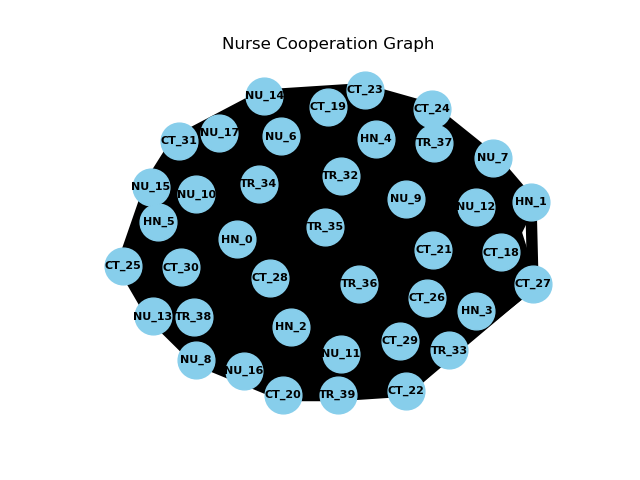 Nurse Cooperation Graph
CT_23
NU_14
CT_19
CT_24
NU_17
NU_6
HN_4
CT_31
TR_37
NU_7
TR_32
TR_34
NU_15
NU_10
NU_9
HN_1
NU_12
HN_5
TR_35
HN_0
CT_21
CT_18
CT_25
CT_30
CT_28
TR_36
CT_27
CT_26
HN_3
NU_13
TR_38
HN_2
CT_29
TR_33
NU_11
NU_8
NU_16
CT_22
CT_20
TR_39